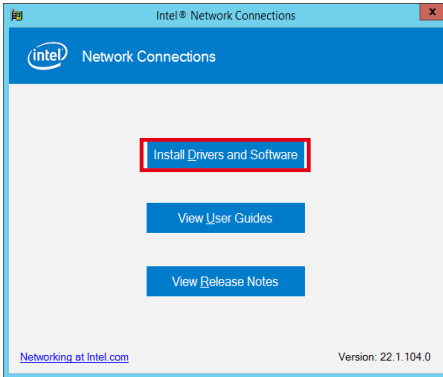 Intel® Network Connections
x
intel Network Connections
Install Drivers and Software
View User Guides
View Release Notes
Networking at Intel.com Version: 22.1.104.0